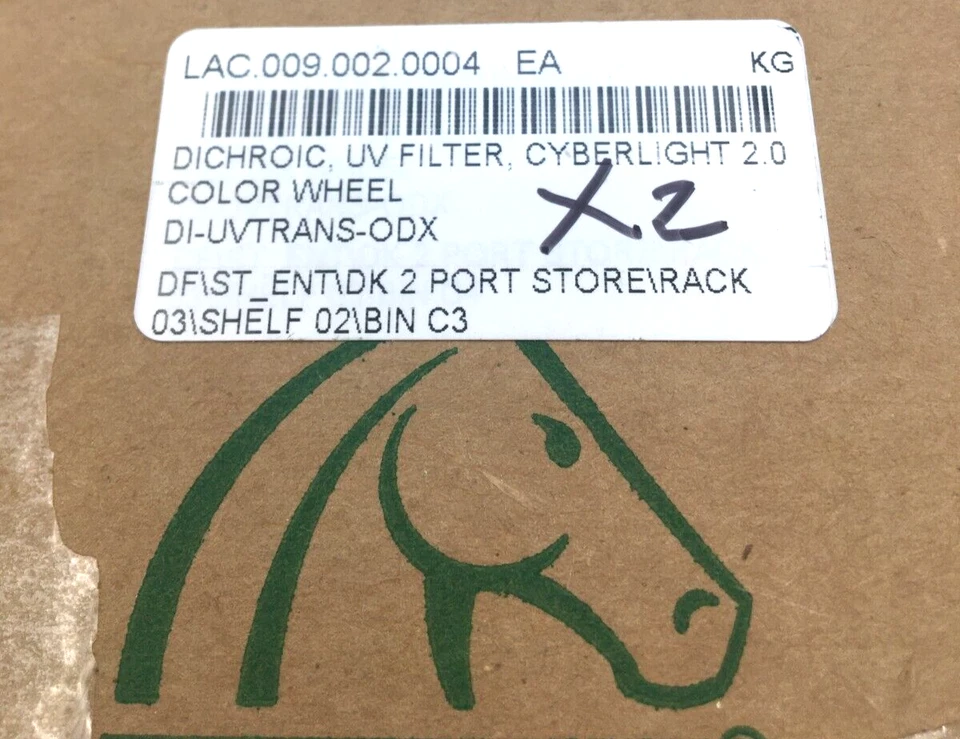 LAC.009.002.0004 EA KG
DICHROIC, UV FILTER, CYBERLIGHT 2.0
COLOR WHEEL
X2
DI-UVTRANS-ODX
DF\ST_ENT\DK 2 PORT STORE\RACK
03\SHELF 02\BIN C3